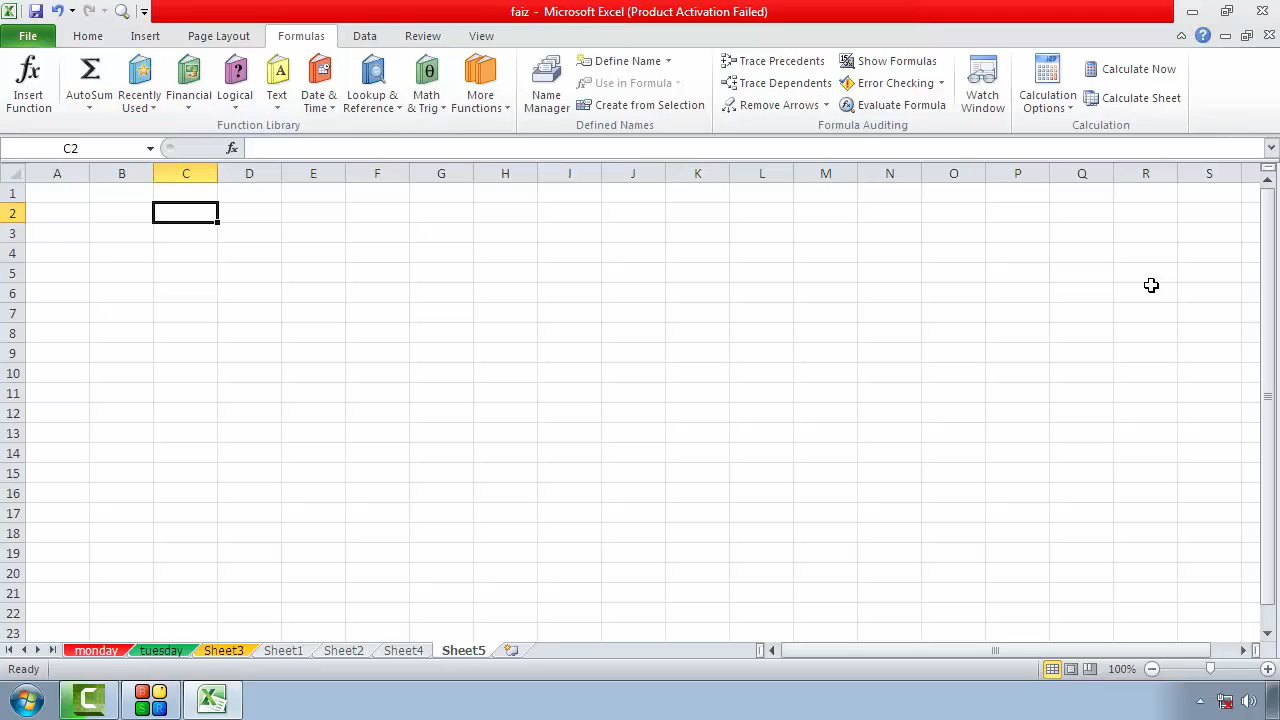 faiz - Microsoft Excel (Product Activation Failed)
File Home Insert Page Layout Formulas Data Review View
fx Insert Function
Σ AutoSum
Recently Used
Financial
? Logical
A Text
Date & Time
Lookup & Reference
θ Math & Trig
More Functions
Function Library
Name Manager
Define Name
Use in Formula
Create from Selection
Defined Names
Trace Precedents
Trace Dependents
Remove Arrows
Show Formulas
Error Checking
Evaluate Formula
Formula Auditing
Watch Window
Calculation Options
Calculate Now
Calculate Sheet
Calculation
C2 fx
A B C D E F G H I J K L M N O P Q R S
1
2
3
4
5
6
7
8
9
10
11
12
13
14
15
16
17
18
19
20
21
22
23
monday tuesday Sheet3 Sheet1 Sheet2 Sheet4 Sheet5
Ready 100%